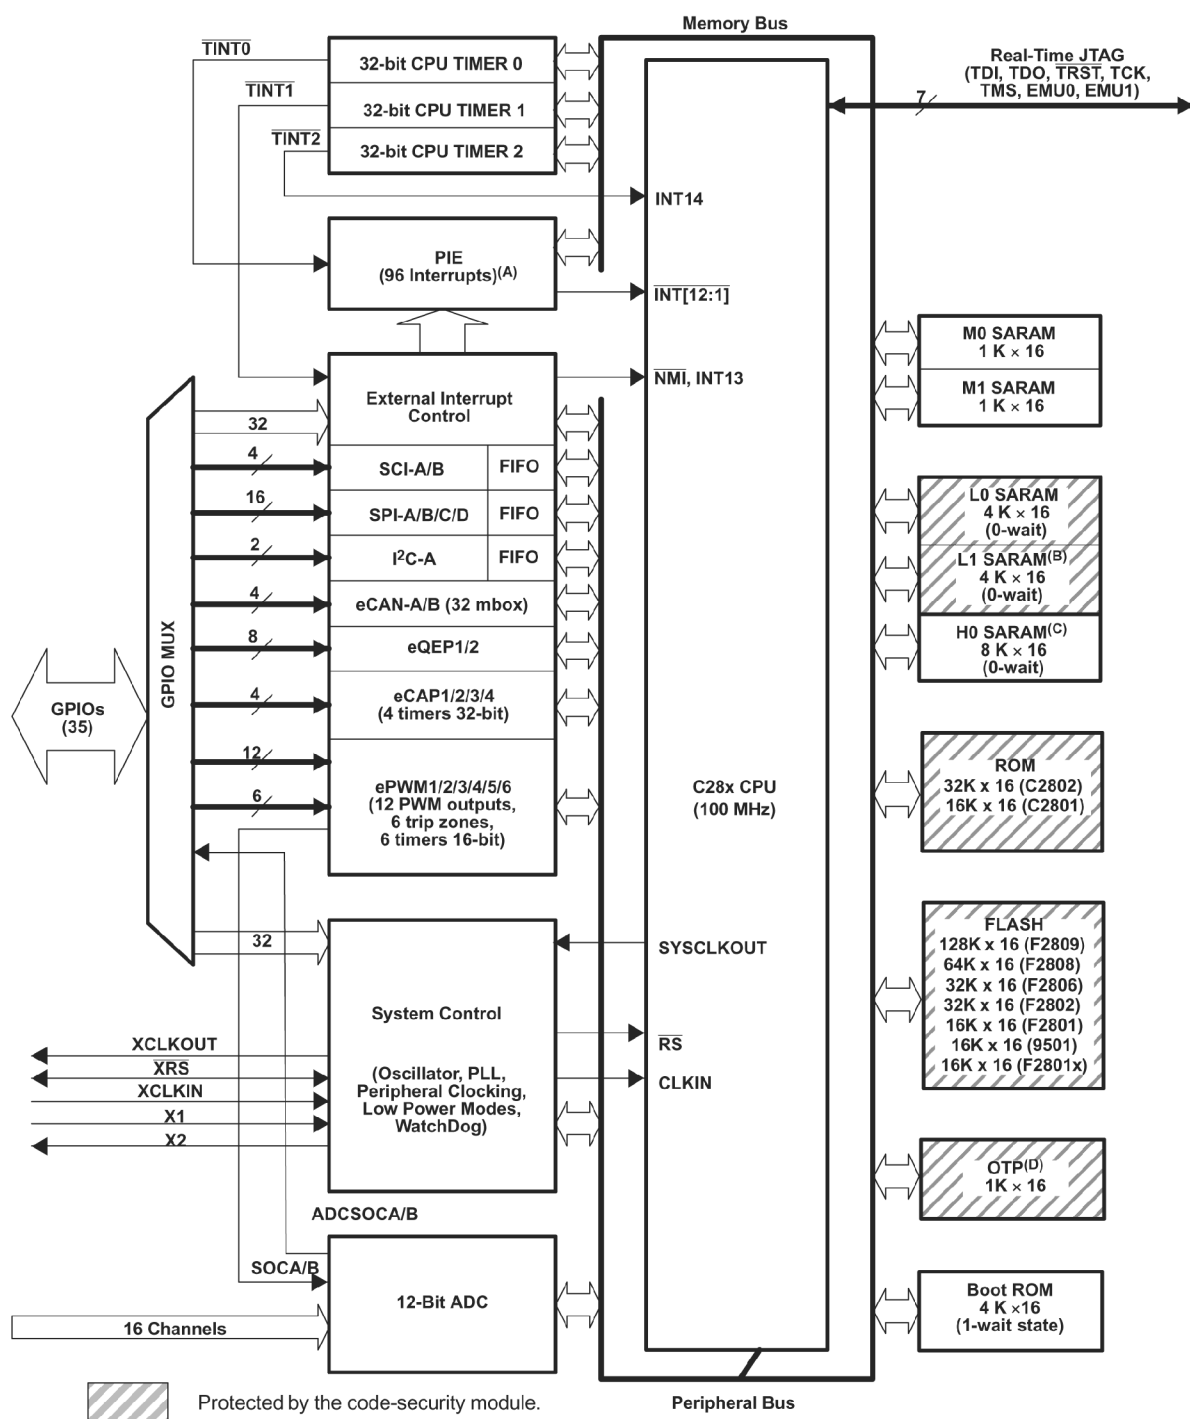 Memory Bus
TINT0
32-bit CPU TIMER 0
TINT1
32-bit CPU TIMER 1
TINT2
32-bit CPU TIMER 2
Real-Time JTAG
(TDI, TDO, TRST, TCK,
TMS, EMU0, EMU1)
7
INT14
PIE
(96 Interrupts)(A)
INT[12:1]
NMI, INT13
External Interrupt
Control
32
4
SCI-A/B
FIFO
16
SPI-A/B/C/D
FIFO
2
I2C-A
FIFO
4
eCAN-A/B (32 mbox)
8
eQEP1/2
4
eCAP1/2/3/4
(4 timers 32-bit)
12
6
ePWM1/2/3/4/5/6
(12 PWM outputs,
6 trip zones,
6 timers 16-bit)
GPIO MUX
GPIOs
(35)
32
C28x CPU
(100 MHz)
SYSCLKOUT
RS
CLKIN
System Control
(Oscillator, PLL,
Peripheral Clocking,
Low Power Modes,
WatchDog)
XCLKOUT
XRS
XCLKIN
X1
X2
ADCSOCA/B
SOCA/B
12-Bit ADC
16 Channels
M0 SARAM
1 K × 16
M1 SARAM
1 K × 16
L0 SARAM
4 K × 16
(0-wait)
L1 SARAM(B)
4 K × 16
(0-wait)
H0 SARAM(C)
8 K × 16
(0-wait)
ROM
32K x 16 (C2802)
16K x 16 (C2801)
FLASH
128K x 16 (F2809)
64K x 16 (F2808)
32K x 16 (F2806)
32K x 16 (F2802)
16K x 16 (F2801)
16K x 16 (9501)
16K x 16 (F2801x)
OTP(D)
1K × 16
Boot ROM
4 K ×16
(1-wait state)
Peripheral Bus
Protected by the code-security module.